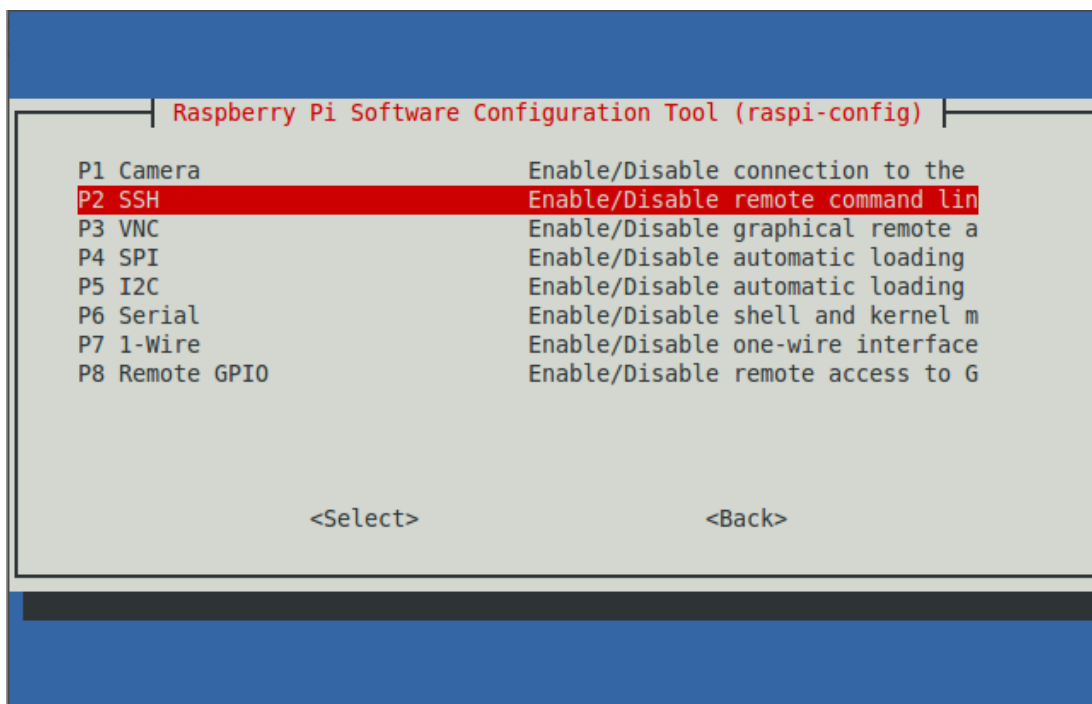 Raspberry Pi Software Configuration Tool (raspi-config)
P1 Camera Enable/Disable connection to the
P2 SSH Enable/Disable remote command lin
P3 VNC Enable/Disable graphical remote a
P4 SPI Enable/Disable automatic loading
P5 I2C Enable/Disable automatic loading
P6 Serial Enable/Disable shell and kernel m
P7 1-Wire Enable/Disable one-wire interface
P8 Remote GPIO Enable/Disable remote access to G
<Select> <Back>